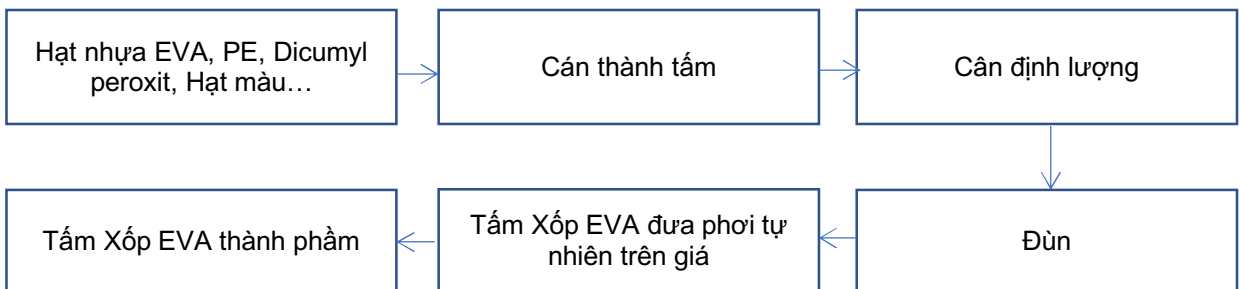 Hạt nhựa EVA, PE, Dicumyl
peroxit, Hạt màu…
Cán thành tấm
Cân định lượng
Đùn
Tấm Xốp EVA đưa phơi tự
nhiên trên giá
Tấm Xốp EVA thành phầm